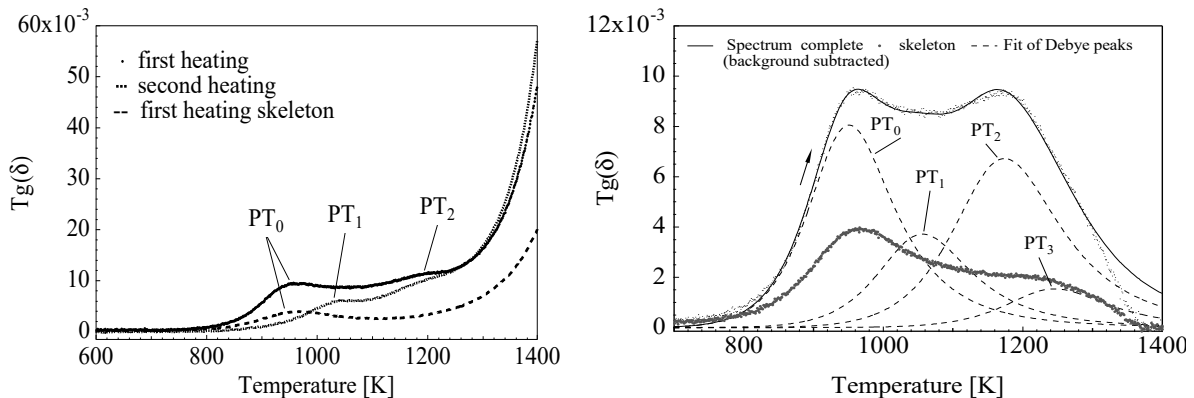 60x10⁻³
50
40
30
20
10
0
Tg(δ)
first heating
second heating
first heating skeleton
PT₀
PT₁
PT₂
600 800 1000 1200 1400
Temperature [K]
12x10⁻³
10
8
6
4
2
0
Tg(δ)
Spectrum complete skeleton Fit of Debye peaks
(background subtracted)
PT₀
PT₂
PT₁
PT₃
800 1000 1200 1400
Temperature [K]